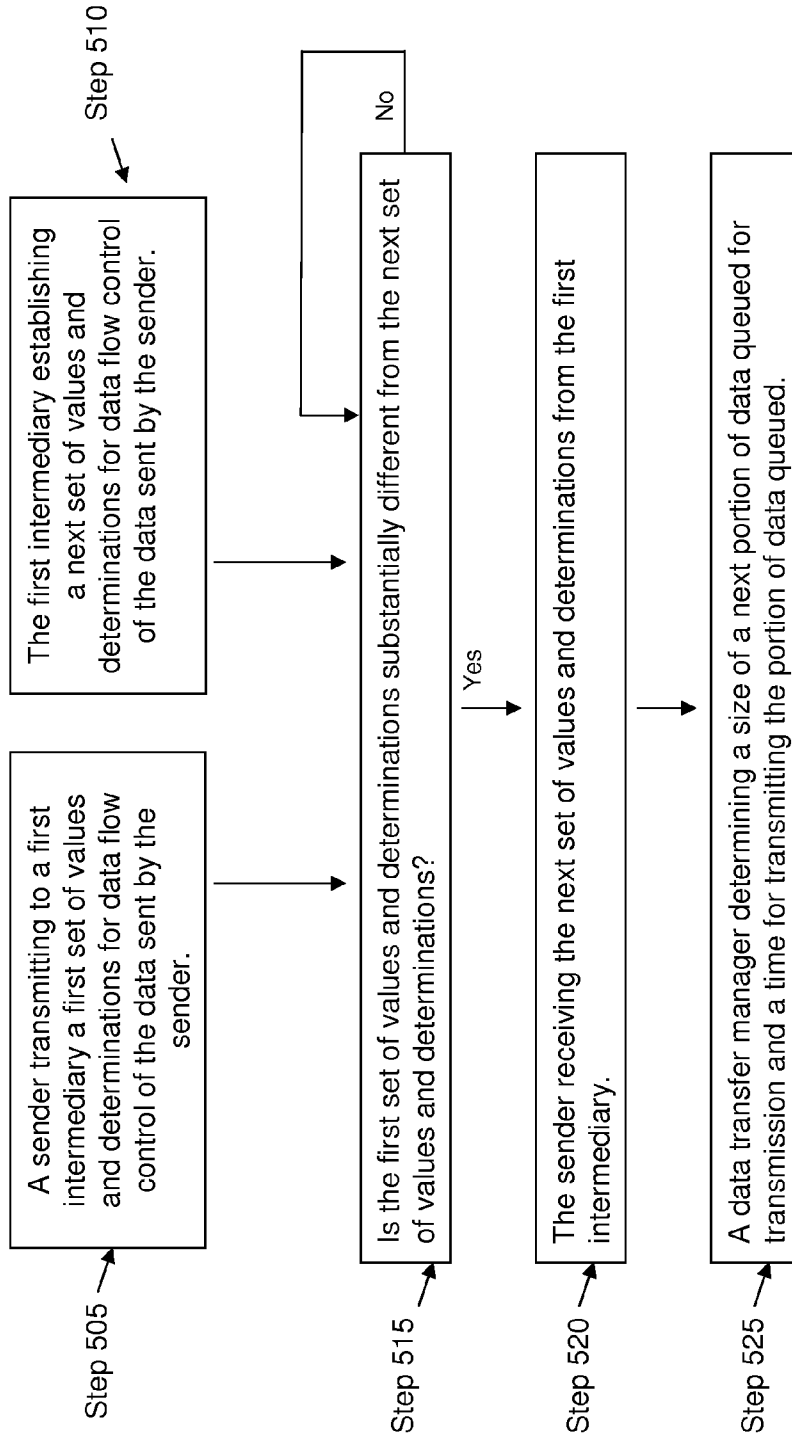 Step 505
A sender transmitting to a first
intermediary a first set of values
and determinations for data flow
control of the data sent by the
sender.
Step 510
The first intermediary establishing
a next set of values and
determinations for data flow control
of the data sent by the sender.
Step 515
Is the first set of values and determinations substantially different from the next set
of values and determinations?
No
Yes
Step 520
The sender receiving the next set of values and determinations from the first
intermediary.
Step 525
A data transfer manager determining a size of a next portion of data queued for
transmission and a time for transmitting the portion of data queued.